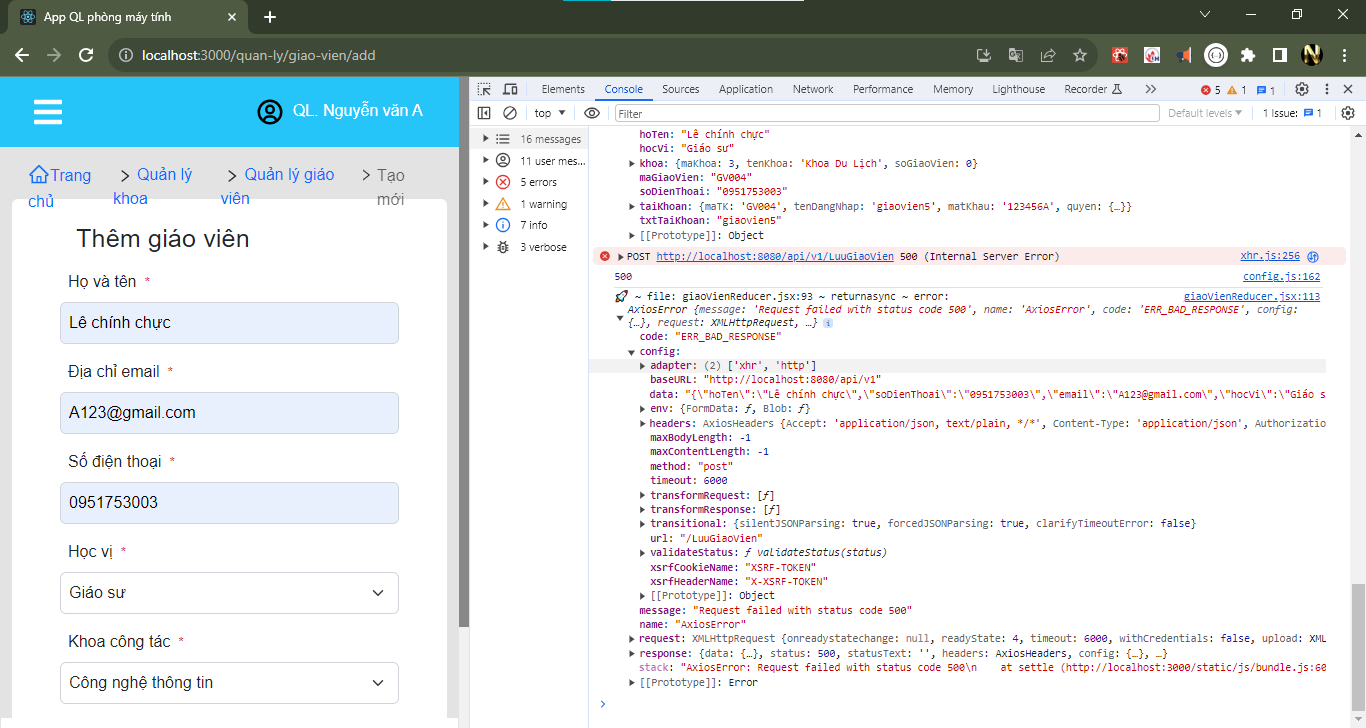 App QL phòng máy tính
localhost:3000/quan-ly/giao-vien/add
QL. Nguyễn văn A
Trang chủ
Quản lý khoa
Quản lý giáo viên
Tạo mới
Thêm giáo viên
Họ và tên *
Lê chính chực
Địa chỉ email *
A123@gmail.com
Số điện thoại *
0951753003
Học vị *
Giáo sư
Khoa công tác *
Công nghệ thông tin
Elements Console Sources Application Network Performance Memory Lighthouse Recorder 5 1 1
top Filter Default levels 1 Issue: 1
16 messages
11 user mes...
5 errors
1 warning
7 info
3 verbose
hoTen: "Lê chính chực"
hocVi: "Giáo sư"
khoa: {maKhoa: 3, tenKhoa: 'Khoa Du Lịch', soGiaoVien: 0}
maGiaoVien: "GV004"
soDienThoai: "0951753003"
taiKhoan: {maTK: 'GV004', tenDangNhap: 'giaovien5', matKhau: '123456A', quyen: {…}}
txtTaiKhoan: "giaovien5"
[[Prototype]]: Object
POST http://localhost:8080/api/v1/LuuGiaoVien 500 (Internal Server Error) xhr.js:256
500 config.js:162
🚀 ~ file: giaoVienReducer.jsx:93 ~ returnasync ~ error: giaoVienReducer.jsx:113
AxiosError {message: 'Request failed with status code 500', name: 'AxiosError', code: 'ERR_BAD_RESPONSE', config:
{…}, request: XMLHttpRequest, …}
code: "ERR_BAD_RESPONSE"
config:
adapter: (2) ['xhr', 'http']
baseURL: "http://localhost:8080/api/v1"
data: "{\"hoTen\":\"Lê chính chực\",\"soDienThoai\":\"0951753003\",\"email\":\"A123@gmail.com\",\"hocVi\":\"Giáo s
env: {FormData: ƒ, Blob: ƒ}
headers: AxiosHeaders {Accept: 'application/json, text/plain, */*', Content-Type: 'application/json', Authorizatio
maxBodyLength: -1
maxContentLength: -1
method: "post"
timeout: 6000
transformRequest: [ƒ]
transformResponse: [ƒ]
transitional: {silentJSONParsing: true, forcedJSONParsing: true, clarifyTimeoutError: false}
url: "/LuuGiaoVien"
validateStatus: ƒ validateStatus(status)
xsrfCookieName: "XSRF-TOKEN"
xsrfHeaderName: "X-XSRF-TOKEN"
[[Prototype]]: Object
message: "Request failed with status code 500"
name: "AxiosError"
request: XMLHttpRequest {onreadystatechange: null, readyState: 4, timeout: 6000, withCredentials: false, upload: XML
response: {data: {…}, status: 500, statusText: '', headers: AxiosHeaders, config: {…}, …}
stack: "AxiosError: Request failed with status code 500\n at settle (http://localhost:3000/static/js/bundle.js:60
[[Prototype]]: Error